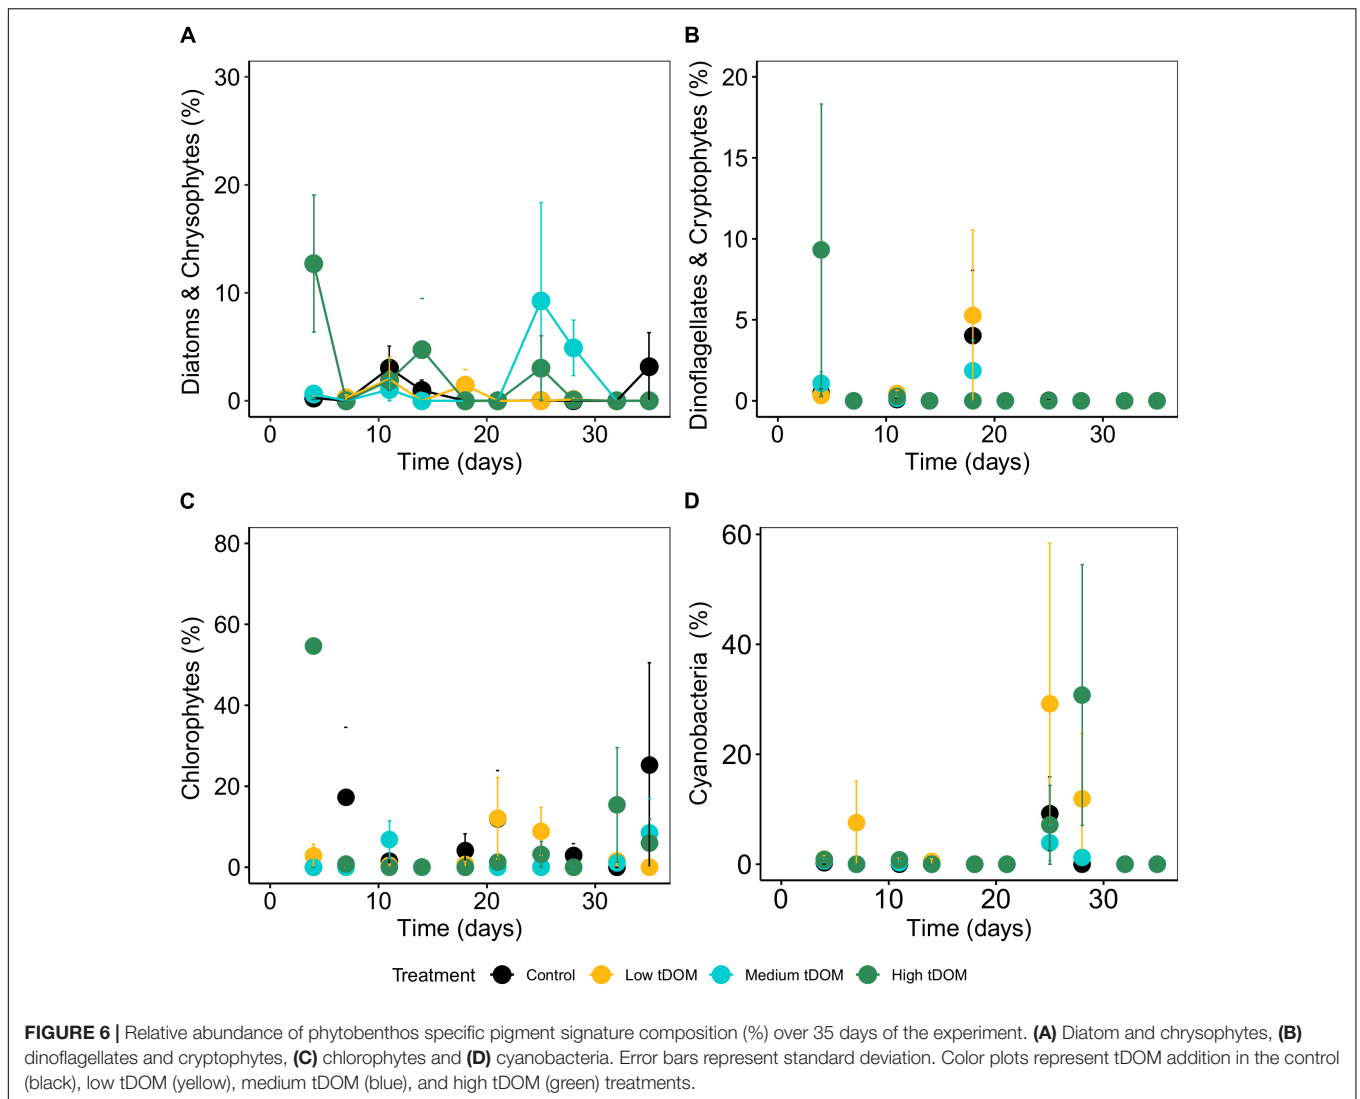 A
30
20
10
0
Diatoms & Chrysophytes (%)
0 10 20 30
Time (days)
B
20
15
10
5
0
Dinoflagellates & Cryptophytes (%)
0 10 20 30
Time (days)
C
80
60
40
20
0
Chlorophytes (%)
0 10 20 30
Time (days)
D
60
40
20
0
Cyanobacteria (%)
0 10 20 30
Time (days)
Treatment Control Low tDOM Medium tDOM High tDOM
FIGURE 6 | Relative abundance of phytobenthos specific pigment signature composition (%) over 35 days of the experiment. (A) Diatom and chrysophytes, (B)
dinoflagellates and cryptophytes, (C) chlorophytes and (D) cyanobacteria. Error bars represent standard deviation. Color plots represent tDOM addition in the control
(black), low tDOM (yellow), medium tDOM (blue), and high tDOM (green) treatments.